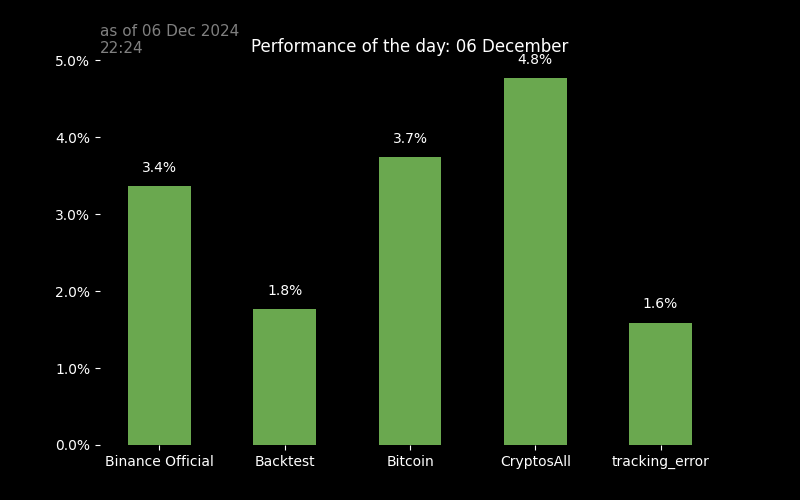 as of 06 Dec 2024
22:24
Performance of the day: 06 December
5.0%
4.0%
3.0%
2.0%
1.0%
0.0%
3.4%
1.8%
3.7%
4.8%
1.6%
Binance Official
Backtest
Bitcoin
CryptosAll
tracking_error